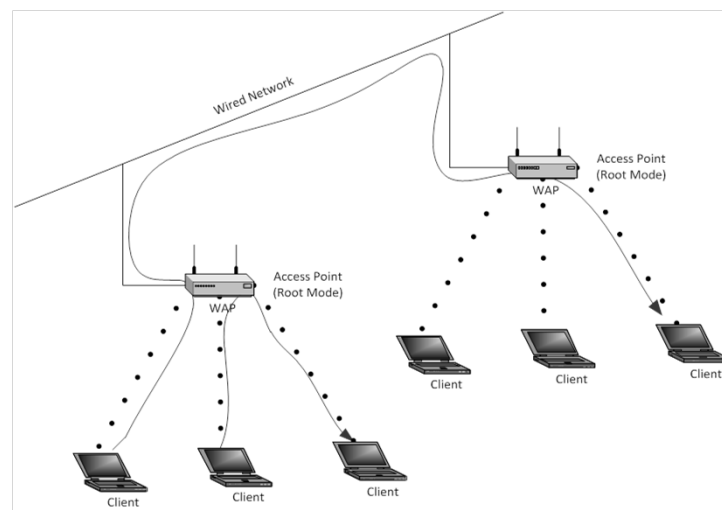 Wired Network
Access Point
(Root Mode)
WAP
Access Point
(Root Mode)
WAP
Client
Client
Client
Client
Client
Client